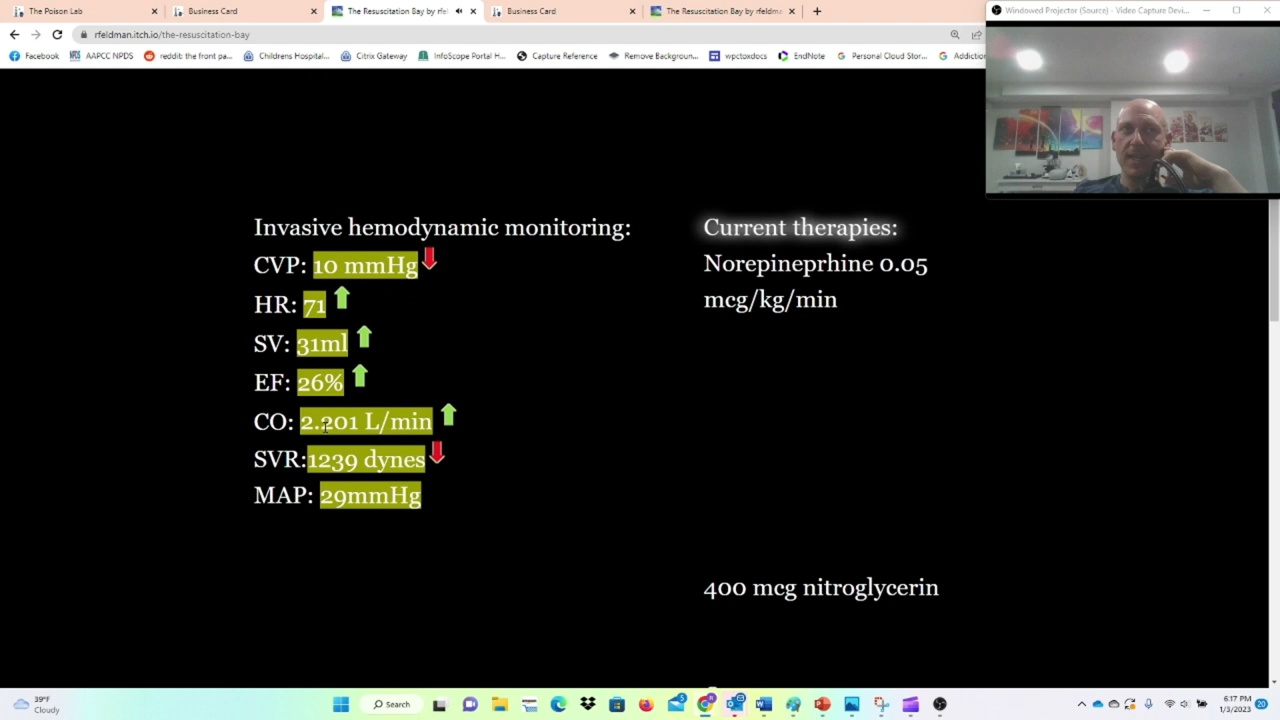 The Poison Lab
Business Card
The Resuscitation Bay by rfel
Business Card
The Resuscitation Bay by rfeldma
Windowed Projector (Source) - Video Capture Devi...
rfeldman.itch.io/the-resuscitation-bay
Facebook
AAPCC NPDS
reddit: the front pa...
Childrens Hospital...
Citrix Gateway
InfoScope Portal H...
Capture Reference
Remove Backgroun...
wpctoxdocs
EndNote
Personal Cloud Stor...
Addiction
Invasive hemodynamic monitoring:
CVP: 10 mmHg
HR: 71
SV: 31ml
EF: 26%
CO: 2.201 L/min
SVR:1239 dynes
MAP: 29mmHg
Current therapies:
Norepineprhine 0.05
mcg/kg/min
400 mcg nitroglycerin
39°F
Cloudy
Search
6:17 PM
1/3/2023